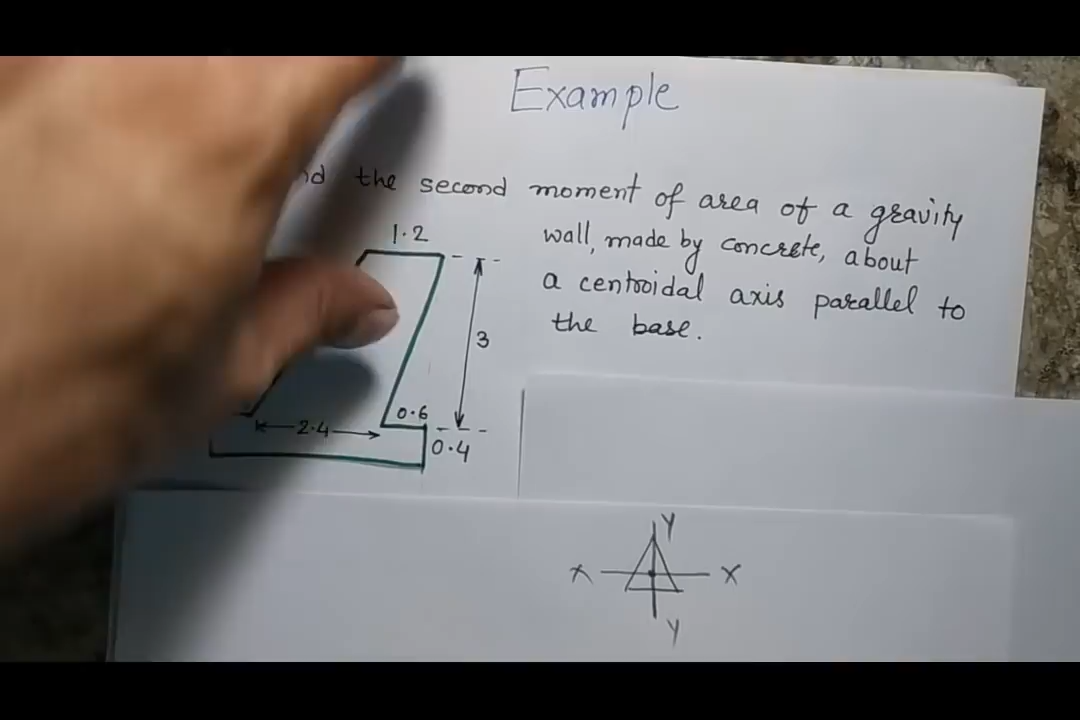 Example
the second moment of area of a gravity
wall, made by concrete, about
a centroidal axis parallel to
the base.
1.2
3
0.6
2.4
0.4
Y
X X
Y